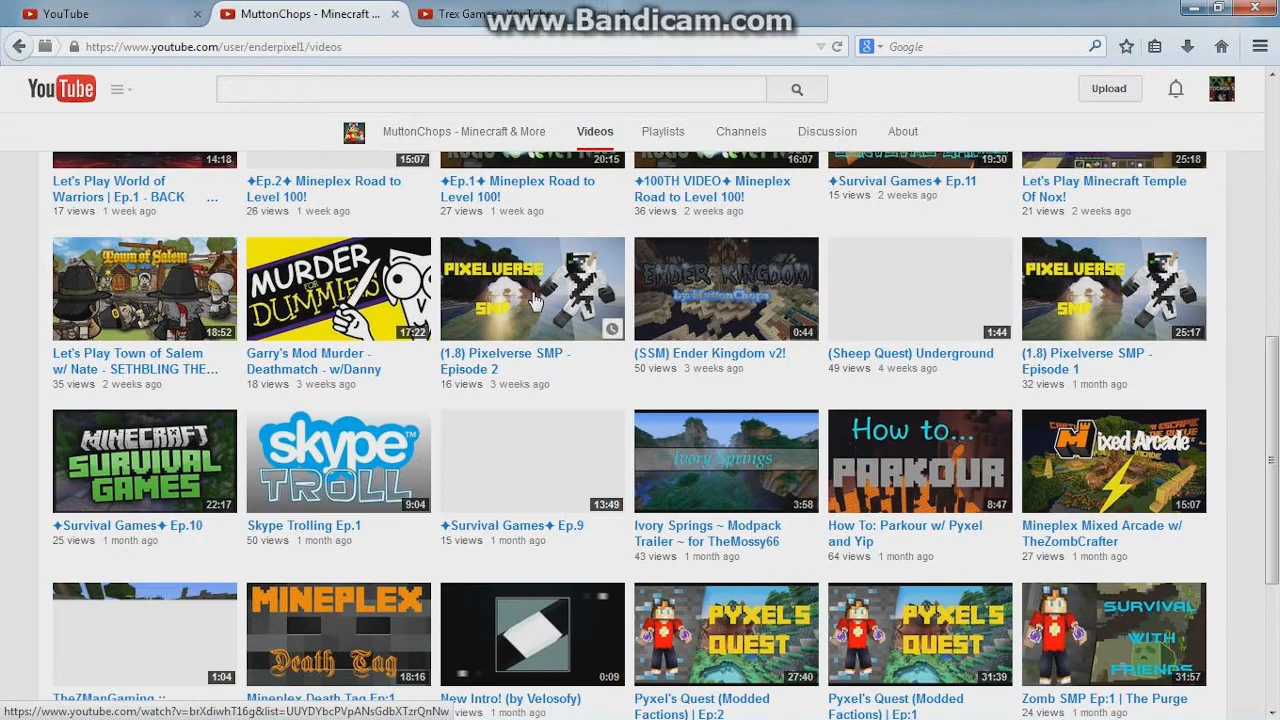 www.Bandicam.com
YouTube
MuttonChops - Minecraft ...
Trex Games - YouTube
https://www.youtube.com/user/enderpixel1/videos
Google
YouTube
Upload
MuttonChops - Minecraft & More
Videos
Playlists
Channels
Discussion
About
14:18
15:07
20:15
16:07
19:30
25:18
Let's Play World of
Warriors | Ep.1 - BACK ...
17 views 1 week ago
✦Ep.2✦ Mineplex Road to
Level 100!
26 views 1 week ago
✦Ep.1✦ Mineplex Road to
Level 100!
27 views 1 week ago
✦100TH VIDEO✦ Mineplex
Road to Level 100!
36 views 2 weeks ago
✦Survival Games✦ Ep.11
15 views 2 weeks ago
Let's Play Minecraft Temple
Of Nox!
21 views 2 weeks ago
Town of Salem
18:52
MURDER
FOR
DUMMIES
17:22
PIXELVERSE
SMP
ENDER KINGDOM
by MuttonChops
0:44
1:44
PIXELVERSE
SMP
25:17
Let's Play Town of Salem
w/ Nate - SETHBLING THE...
35 views 2 weeks ago
Garry's Mod Murder -
Deathmatch - w/Danny
18 views 3 weeks ago
(1.8) Pixelverse SMP -
Episode 2
16 views 3 weeks ago
(SSM) Ender Kingdom v2!
50 views 3 weeks ago
(Sheep Quest) Underground
49 views 4 weeks ago
(1.8) Pixelverse SMP -
Episode 1
32 views 1 month ago
MINECRAFT
SURVIVAL
GAMES
22:17
skype
TROLL
9:04
13:49
Ivory Springs
3:58
How to...
PARKOUR
8:47
Mixed Arcade
15:07
✦Survival Games✦ Ep.10
25 views 1 month ago
Skype Trolling Ep.1
50 views 1 month ago
✦Survival Games✦ Ep.9
15 views 1 month ago
Ivory Springs ~ Modpack
Trailer ~ for TheMossy66
43 views 1 month ago
How To: Parkour w/ Pyxel
and Yip
64 views 1 month ago
Mineplex Mixed Arcade w/
TheZombCrafter
27 views 1 month ago
1:04
MINEPLEX
Death Tag
18:16
0:09
PYXEL'S
QUEST
27:40
PYXEL'S
QUEST
31:39
SURVIVAL
WITH
FRIENDS
31:57
TheZManGaming ::
Mineplex Death Tag Ep:1
New Intro! (by Velosofy)
views 1 month ago
Pyxel's Quest (Modded
Factions) | Ep:2
Pyxel's Quest (Modded
Factions) | Ep:1
Zomb SMP Ep:1 | The Purge
24 views 1 month ago
https://www.youtube.com/watch?v=brXdiwhT16g&list=UUYDYbcPVpANsGdbXTzrQnNw